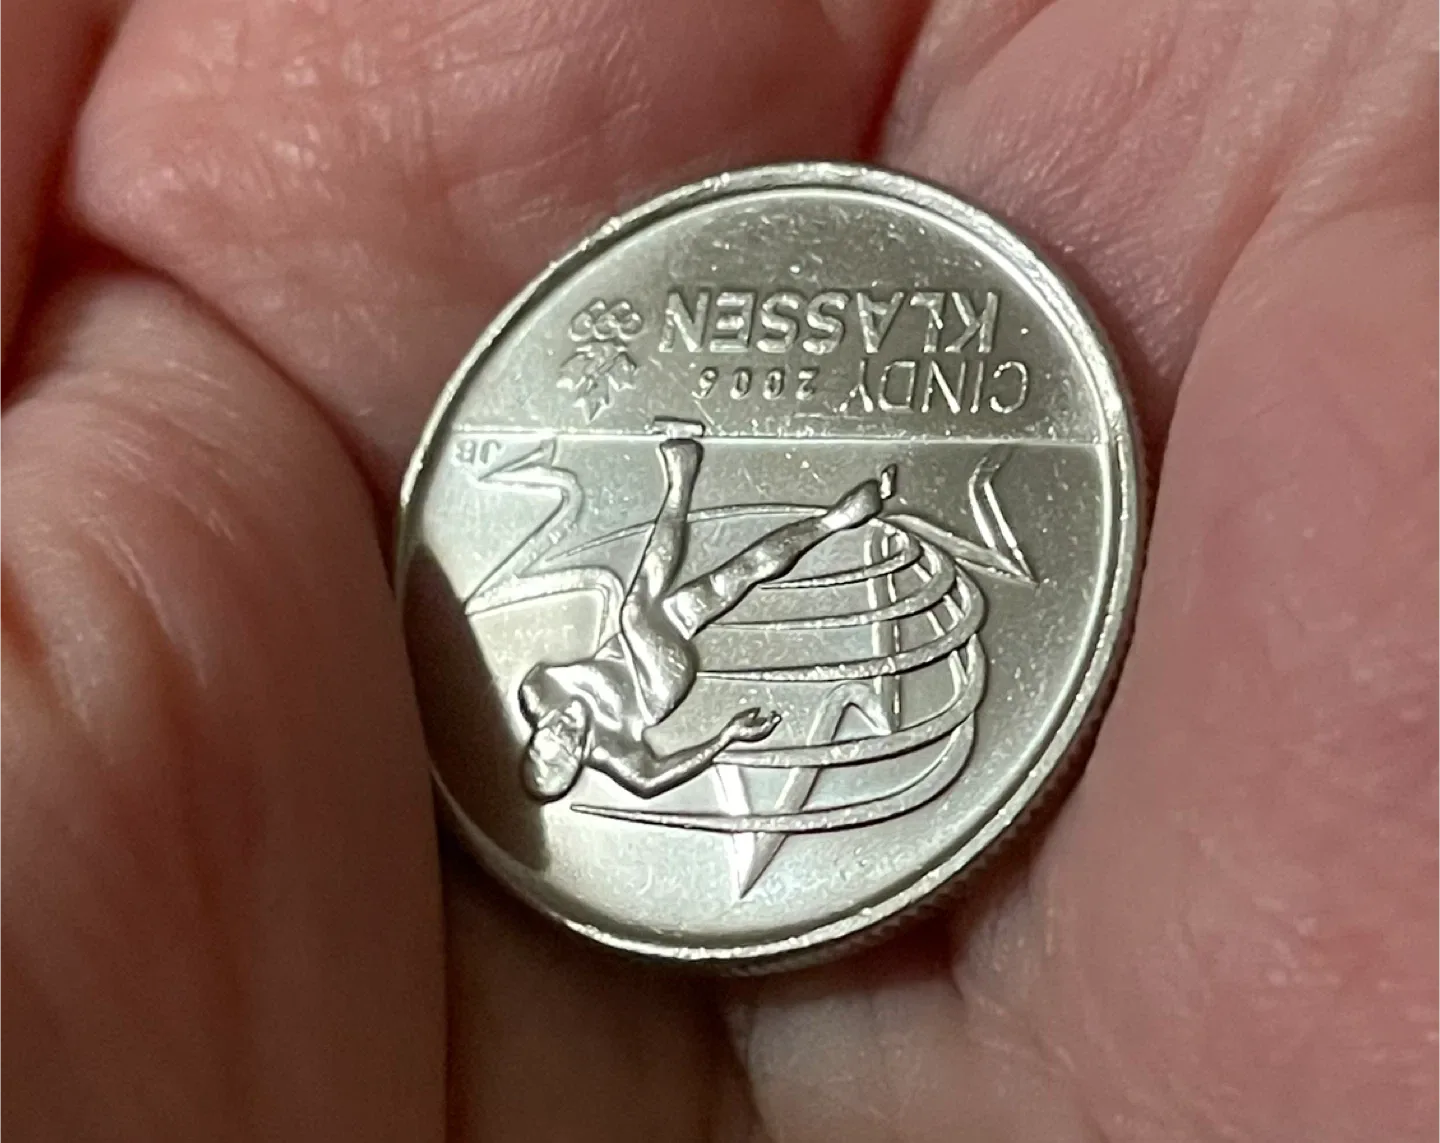 JB
CINDY 2006
KLASSEN